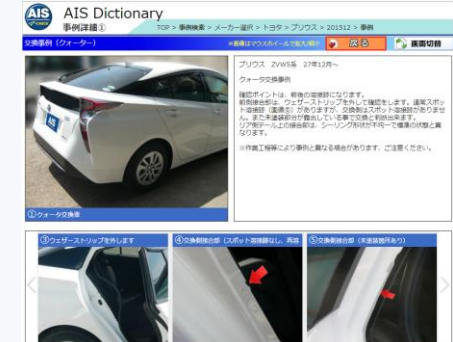 AIS
AIS Dictionary
事例詳細①
TOP > 事例検索 > メーカー選択 > トヨタ > プリウス > 201512 > 事例
交換事例（クォーター）
※画像はマウスホイールで拡大/縮小
戻る
画面切替
プリウス ZVW5系 27年12月～
クォータ交換事例
確認ポイントは、前後の溶接跡になります。
前側接合部は、ウェザーストリップを外して確認をします。通常スポッ
ト溶接跡（画像②）がありますが、交換側はスポット溶接跡がありませ
ん。また未塗装部分が露出している事で交換と判断出来ます。
リア側テール上の接合部は、シーリング形状が不均一で標準の状態と異
なります。
※作業工程等により事例と異なる場合があります、ご注意ください。
①クォータ交換車
③ウェザーストリップを外します
④交換側接合部（スポット溶接跡なし、再溶
⑤交換側接合部（未塗装箇所あり）